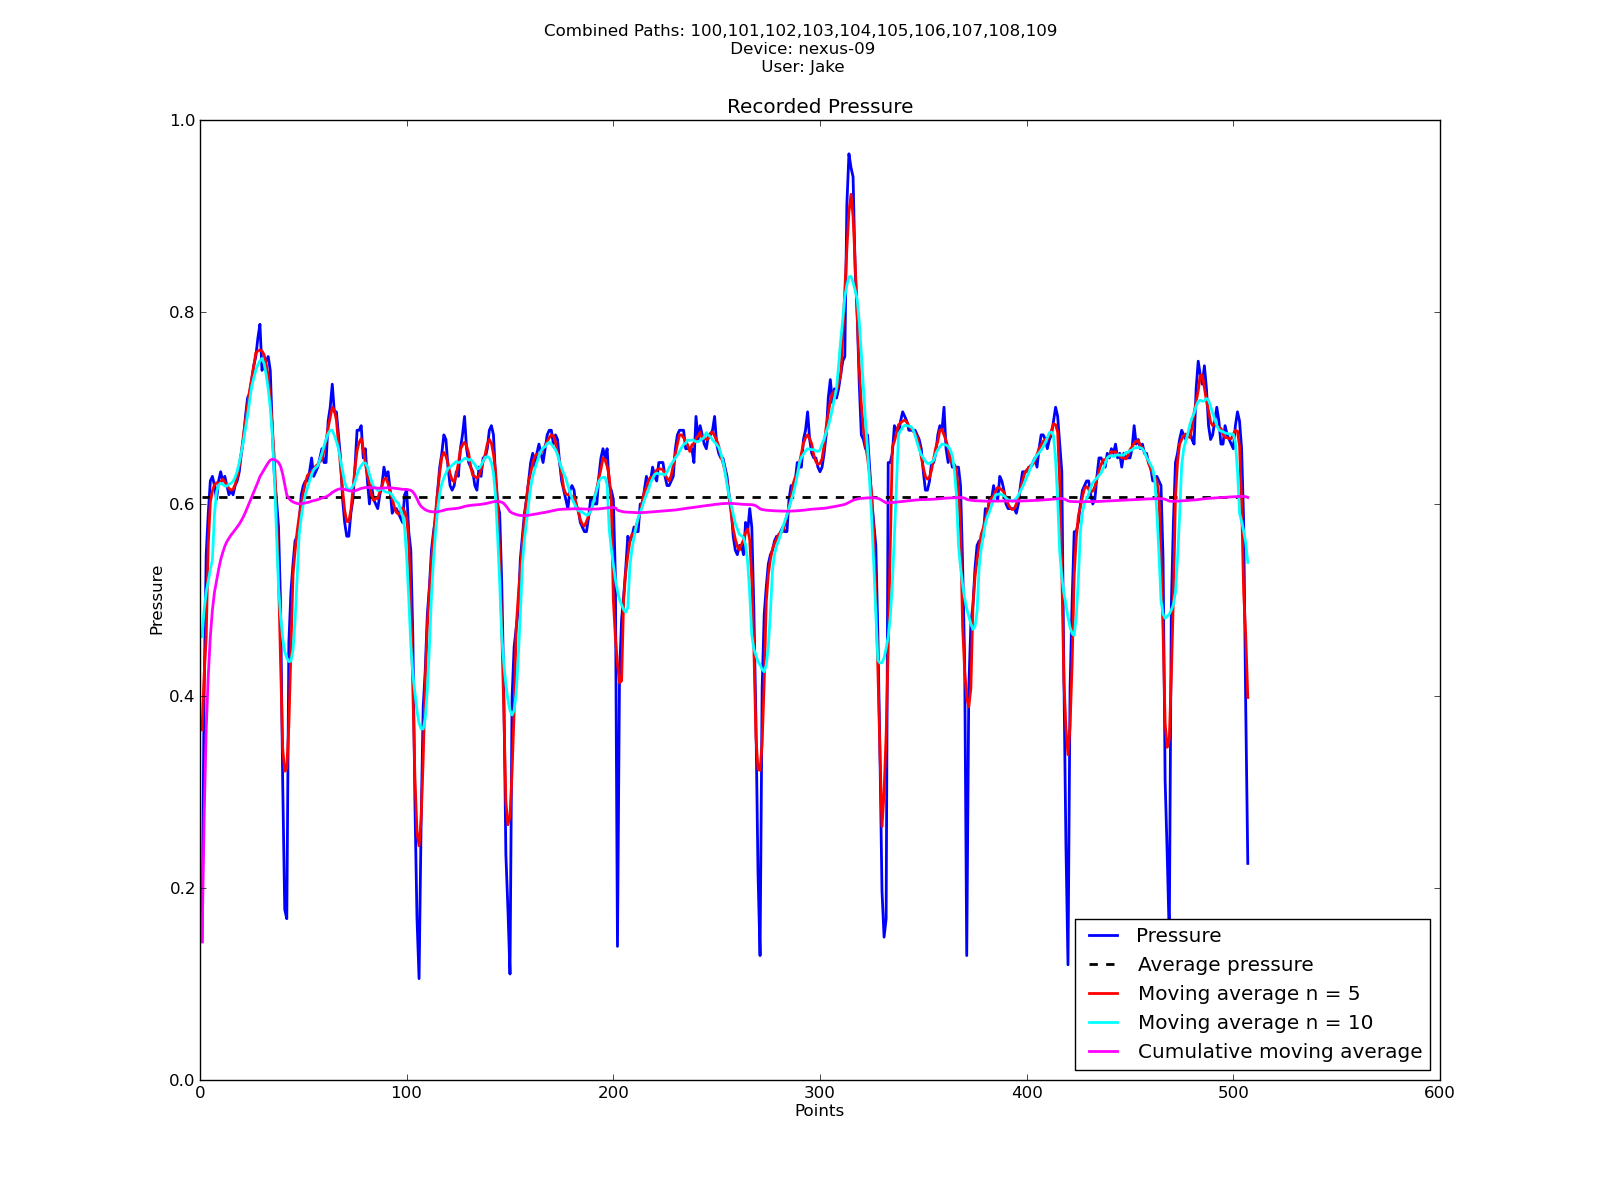 Combined Paths: 100,101,102,103,104,105,106,107,108,109
Device: nexus-09
User: Jake
Recorded Pressure
1.0
0.8
0.6
0.4
0.2
0.0
Pressure
0 100 200 300 400 500 600
Points
Pressure
Average pressure
Moving average n = 5
Moving average n = 10
Cumulative moving average